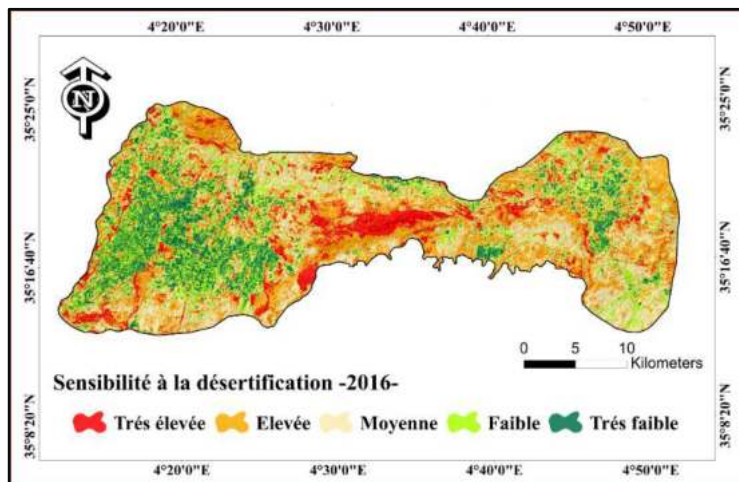 4°20'0"E 4°30'0"E 4°40'0"E 4°50'0"E
35°25'0"N 35°25'0"N
N
35°16'40"N 35°16'40"N
0 5 10
Kilometers
Sensibilité à la désertification -2016-
Trés élevée Elevée Moyenne Faible Trés faible
35°8'20"N 35°8'20"N
4°20'0"E 4°30'0"E 4°40'0"E 4°50'0"E